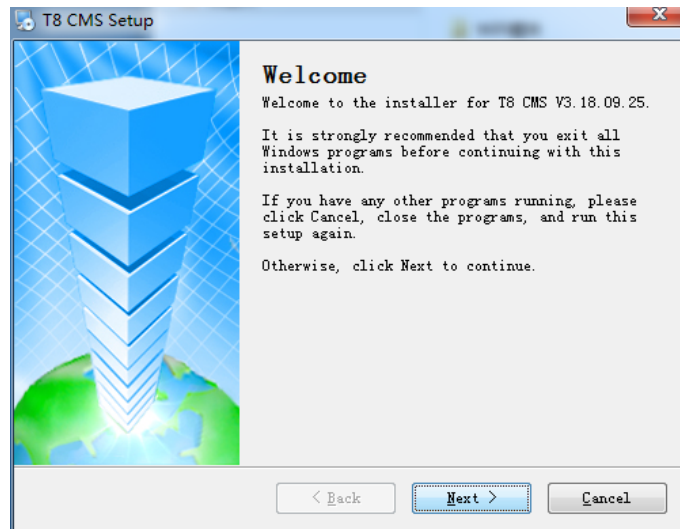 T8 CMS Setup
Welcome
Welcome to the installer for T8 CMS V3.18.09.25.
It is strongly recommended that you exit all
Windows programs before continuing with this
installation.
If you have any other programs running, please
click Cancel, close the programs, and run this
setup again.
Otherwise, click Next to continue.
< Back Next > Cancel